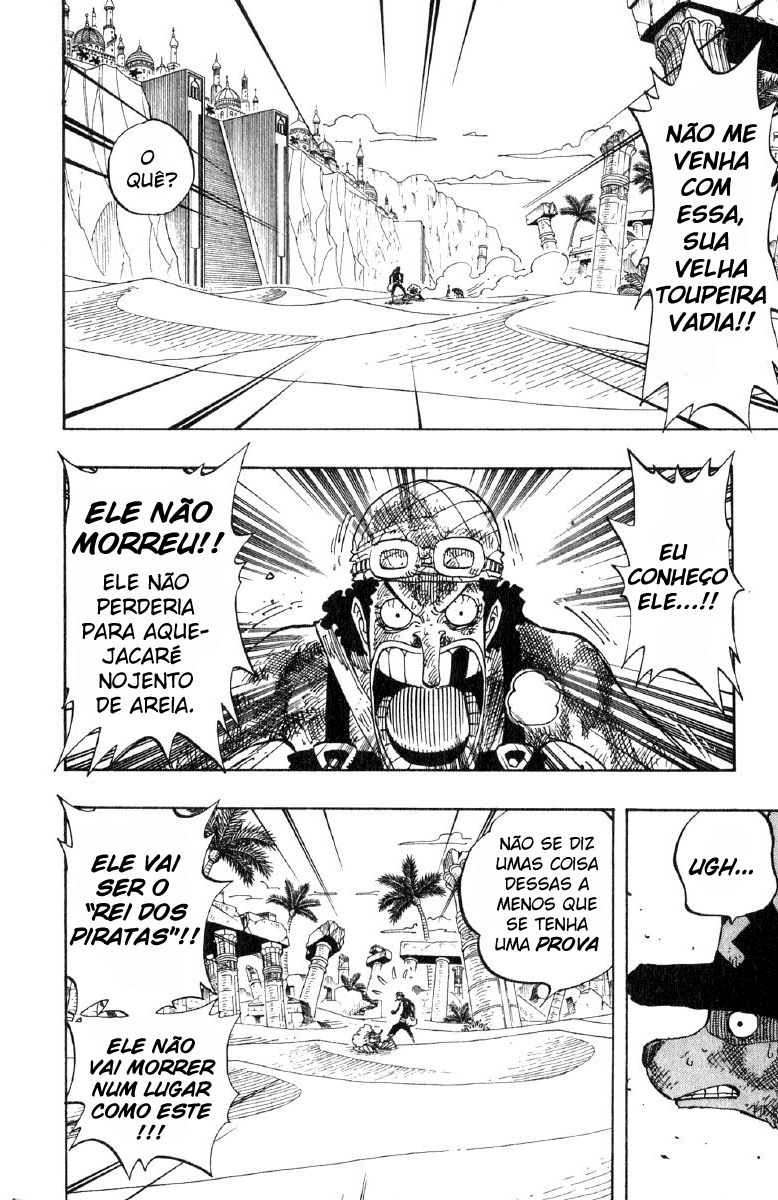 NÃO ME
VENHA
COM
ESSA,
SUA
VELHA
TOUPEIRA
VADIA!!
O
QUÊ?
EU
CONHEÇO
ELE...!!
ELE NÃO
MORREU!!
ELE NÃO
PERDERIA
PARA AQUE-
JACARÉ
NOJENTO
DE AREIA.
UGH...
NÃO SE DIZ
UMAS COISA
DESSAS A
MENOS QUE
SE TENHA
UMA PROVA
ELE VAI
SER O
"REI DOS
PIRATAS"!!
ELE NÃO
VAI MORRER
NUM LUGAR
COMO ESTE
!!!